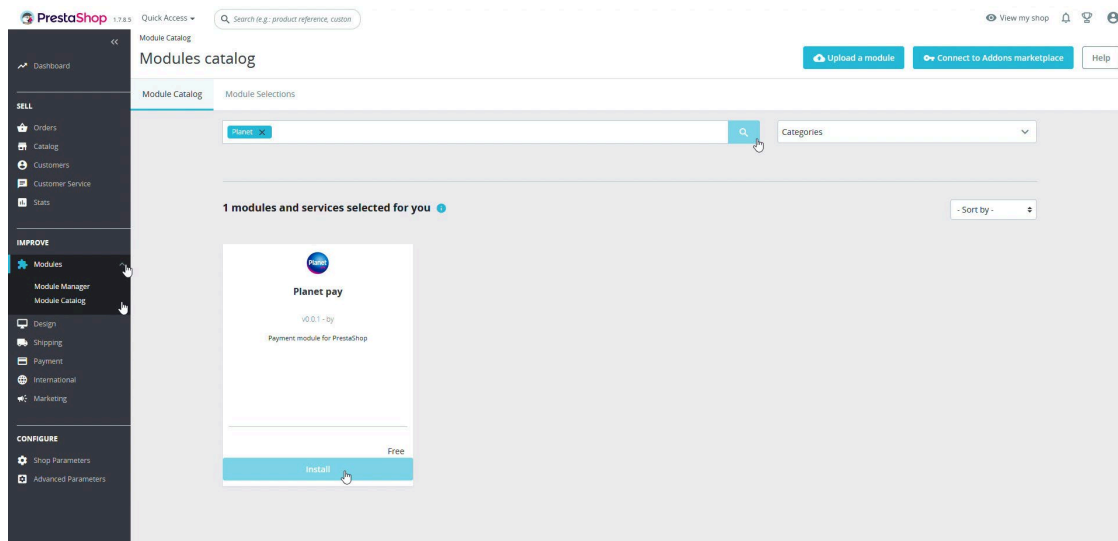 PrestaShop 1.7.8.5
Quick Access
Search (e.g.: product reference, custon
View my shop
Module Catalog
Modules catalog
Upload a module
Connect to Addons marketplace
Help
Module Catalog
Module Selections
Dashboard
SELL
Orders
Catalog
Customers
Customer Service
Stats
IMPROVE
Modules
Module Manager
Module Catalog
Design
Shipping
Payment
International
Marketing
CONFIGURE
Shop Parameters
Advanced Parameters
Planet
Categories
1 modules and services selected for you
- Sort by -
Planet
Planet pay
v0.0.1 - by
Payment module for PrestaShop
Free
Install